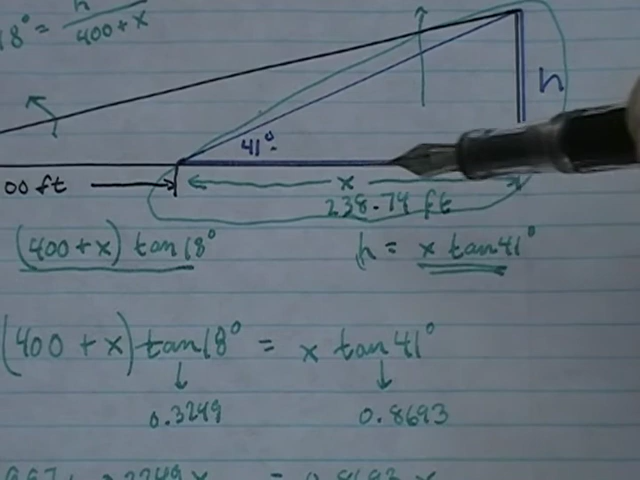 18° = h / 400 + x
h
41°
00 ft
x
238.74 ft
(400 + x) tan 18°
h = x tan 41°
(400 + x) tan 18° = x tan 41°
↓ ↓
0.3249 0.8693